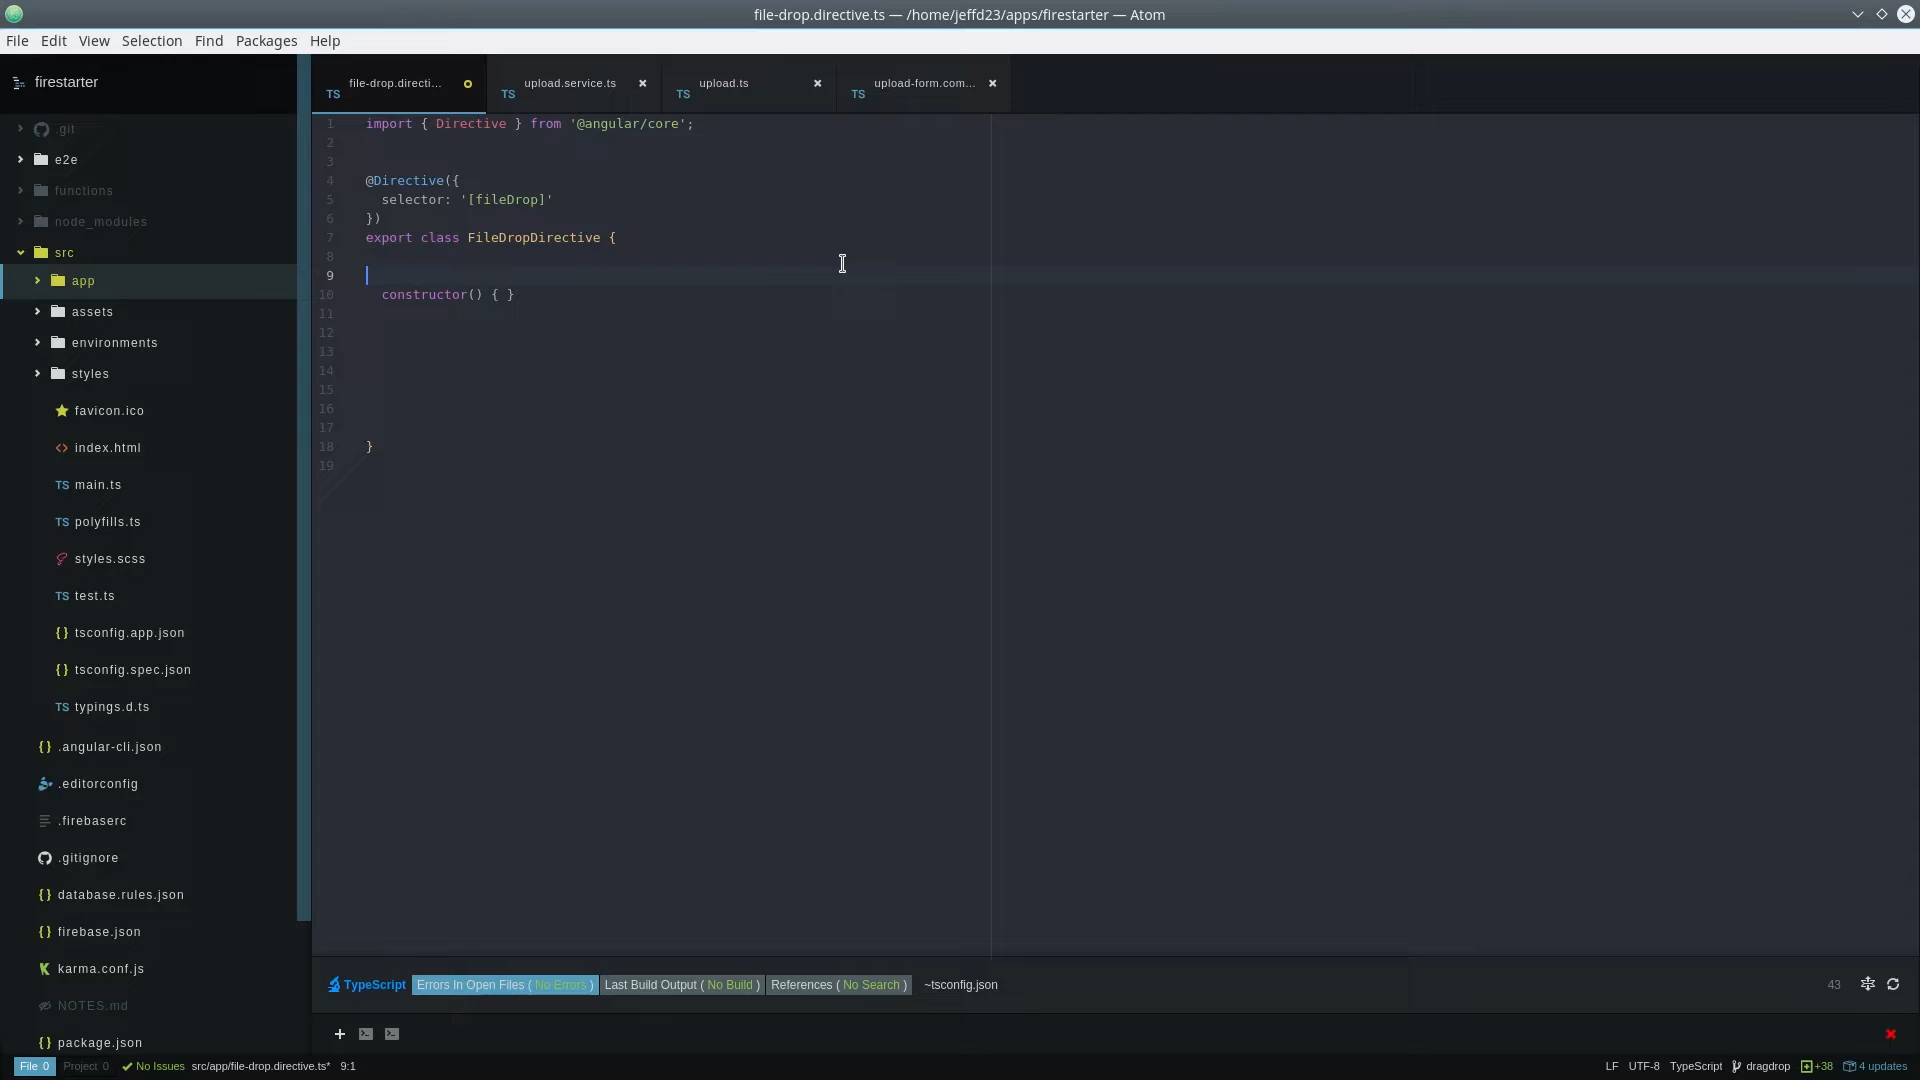 file-drop.directive.ts — /home/jeffd23/apps/firestarter — Atom
File Edit View Selection Find Packages Help
firestarter
.git
e2e
functions
node_modules
src
app
assets
environments
styles
favicon.ico
index.html
TS main.ts
TS polyfills.ts
styles.scss
TS test.ts
{} tsconfig.app.json
{} tsconfig.spec.json
TS typings.d.ts
{} .angular-cli.json
.editorconfig
.firebaserc
.gitignore
{} database.rules.json
{} firebase.json
karma.conf.js
NOTES.md
{} package.json
TS file-drop.directi...
TS upload.service.ts
TS upload.ts
TS upload-form.com...
1 import { Directive } from '@angular/core';
2
3
4 @Directive({
5 selector: '[fileDrop]'
6 })
7 export class FileDropDirective {
8
9
10 constructor() { }
11
12
13
14
15
16
17
18 }
19
TypeScript Errors In Open Files ( No Errors ) Last Build Output ( No Build ) References ( No Search ) ~tsconfig.json 43
File 0 Project 0 No Issues src/app/file-drop.directive.ts* 9:1 LF UTF-8 TypeScript dragdrop +38 4 updates